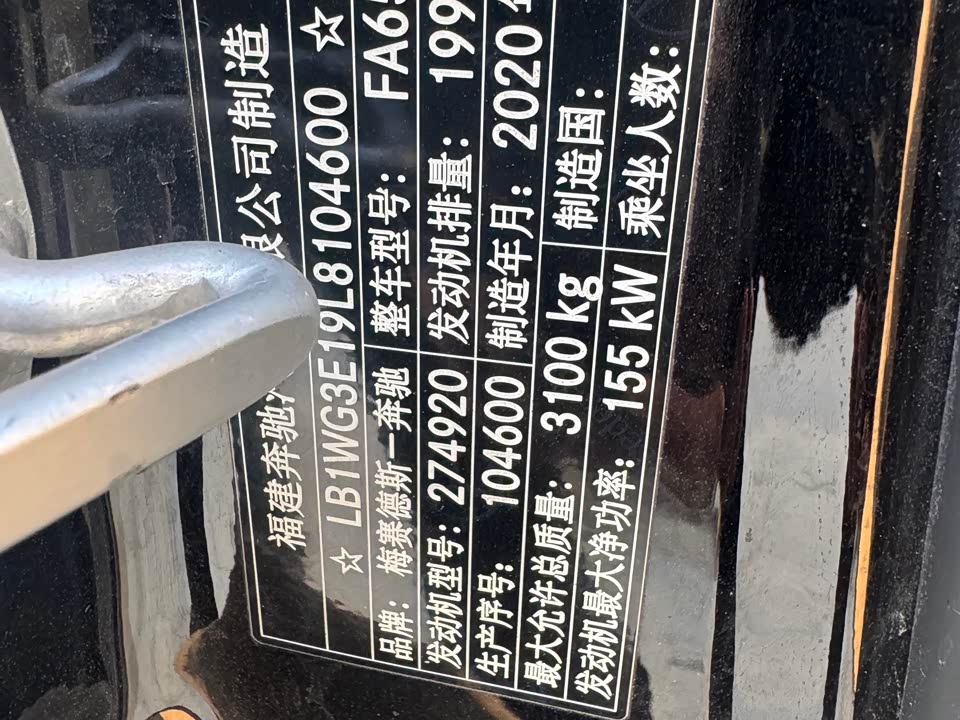 福建奔驰 限公司制造
☆ LB1WG3E19L8104600 ☆
品牌: 梅赛德斯－奔驰 整车型号: FA65
发动机型号: 274920 发动机排量: 199
生产序号: 104600 制造年月: 2020
最大允许总质量: 3100 kg 制造国:
发动机最大净功率: 155 kW 乘坐人数: